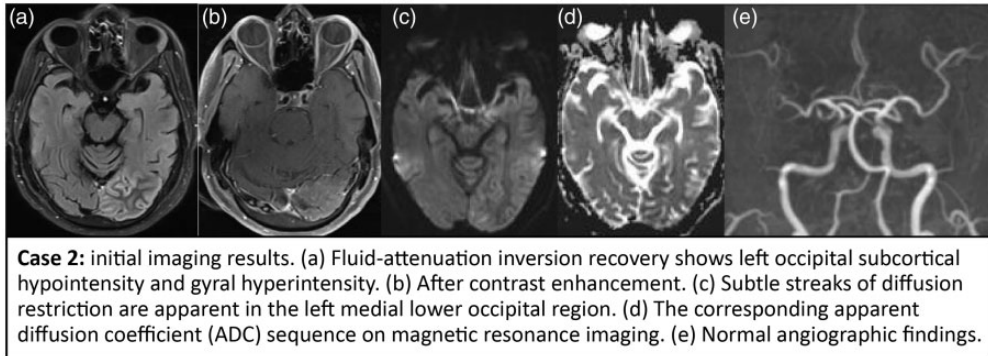 (a) (b) (c) (d) (e)
Case 2: initial imaging results. (a) Fluid-attenuation inversion recovery shows left occipital subcortical
hypointensity and gyral hyperintensity. (b) After contrast enhancement. (c) Subtle streaks of diffusion
restriction are apparent in the left medial lower occipital region. (d) The corresponding apparent
diffusion coefficient (ADC) sequence on magnetic resonance imaging. (e) Normal angiographic findings.